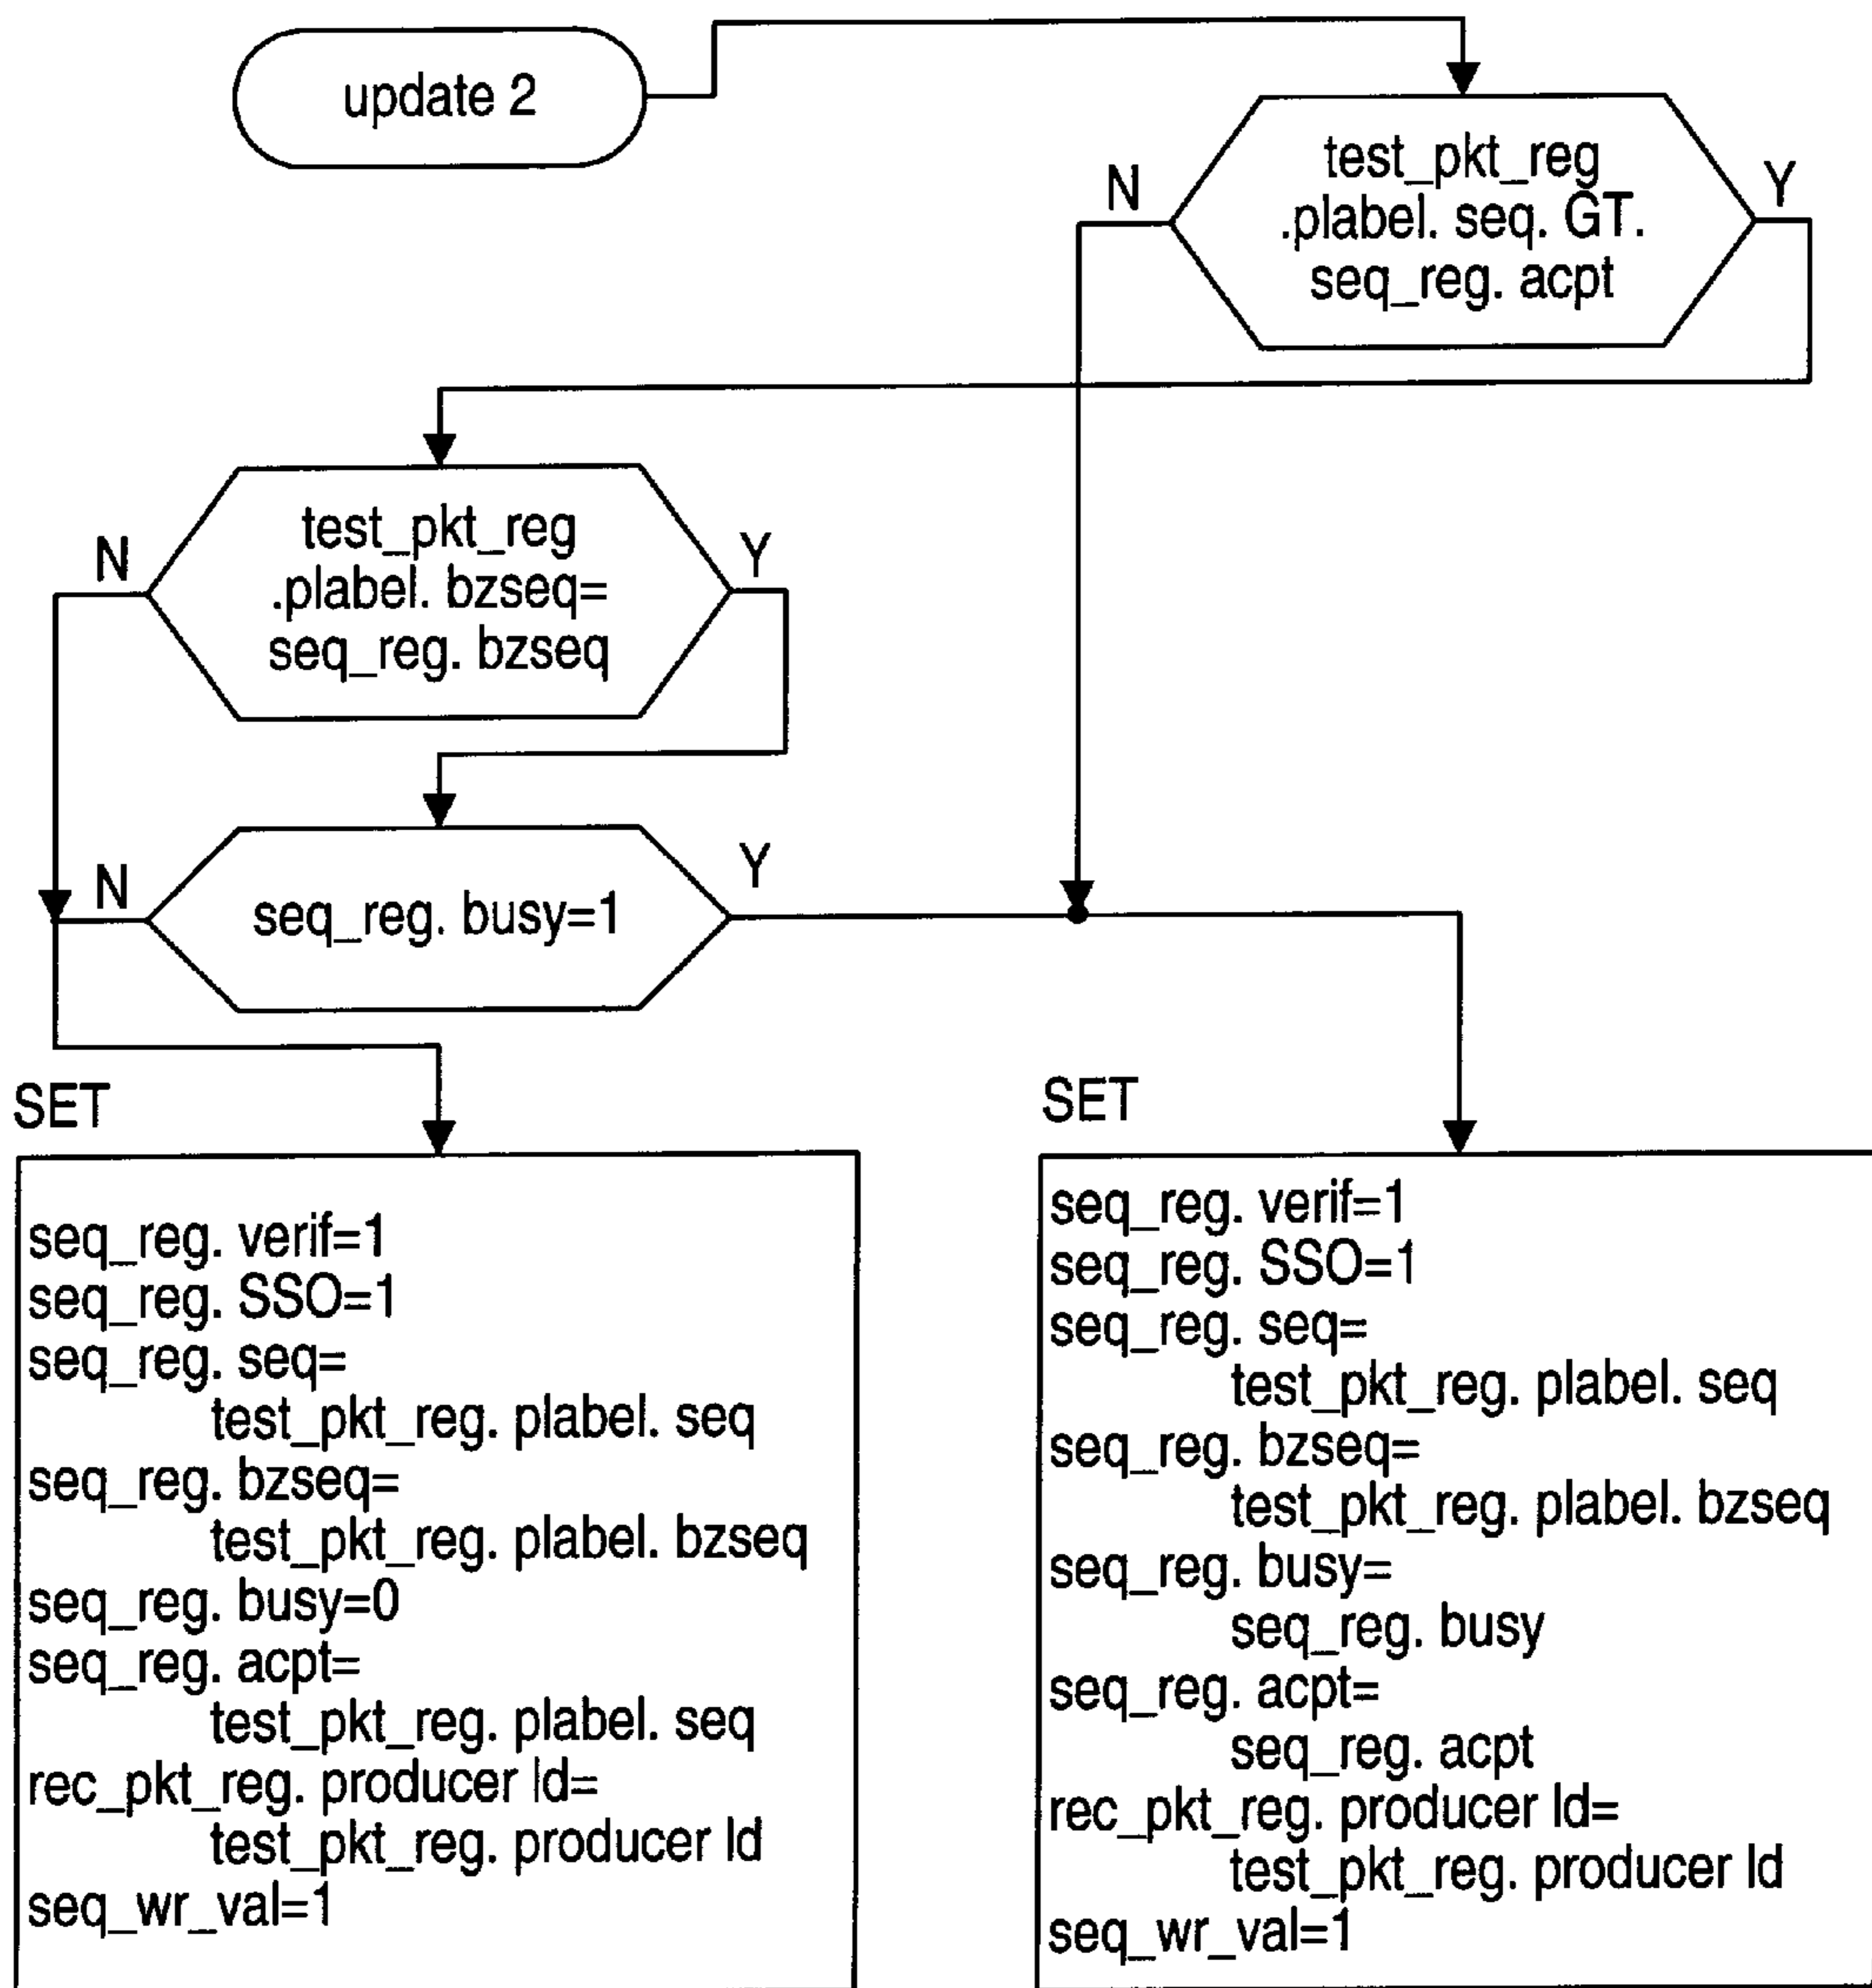 update 2
test_pkt_reg
.plabel. seq. GT.
seq_reg. acpt
N
Y
test_pkt_reg
.plabel. bzseq=
seq_reg. bzseq
N
Y
seq_reg. busy=1
N
Y
SET
seq_reg. verif=1
seq_reg. SSO=1
seq_reg. seq=
test_pkt_reg. plabel. seq
seq_reg. bzseq=
test_pkt_reg. plabel. bzseq
seq_reg. busy=0
seq_reg. acpt=
test_pkt_reg. plabel. seq
rec_pkt_reg. producer Id=
test_pkt_reg. producer Id
seq_wr_val=1
SET
seq_reg. verif=1
seq_reg. SSO=1
seq_reg. seq=
test_pkt_reg. plabel. seq
seq_reg. bzseq=
test_pkt_reg. plabel. bzseq
seq_reg. busy=
seq_reg. busy
seq_reg. acpt=
seq_reg. acpt
rec_pkt_reg. producer Id=
test_pkt_reg. producer Id
seq_wr_val=1